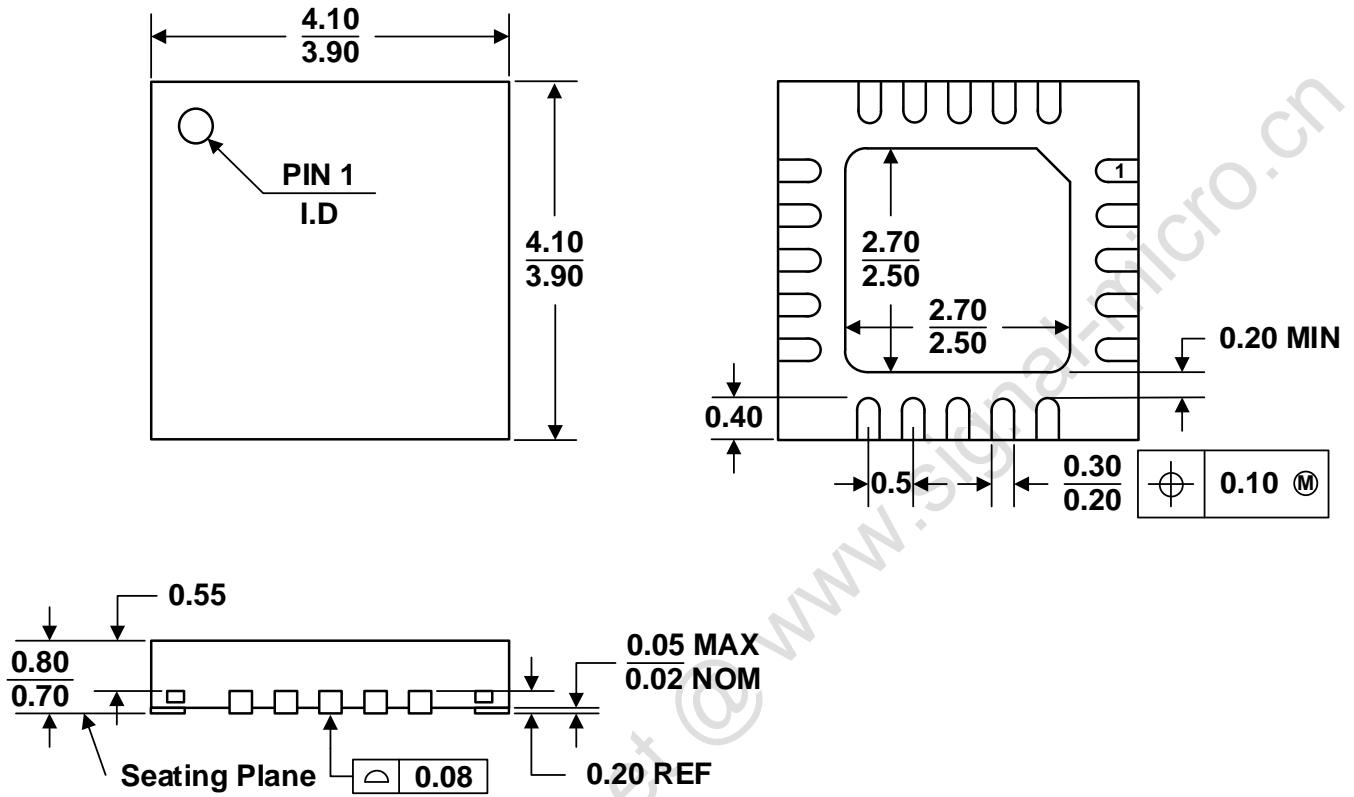 4.10
3.90
PIN 1
I.D
4.10
3.90
1
2.70
2.50
2.70
2.50
0.20 MIN
0.40
0.5
0.30
0.20
0.10 Ⓜ
0.55
0.80
0.70
0.05 MAX
0.02 NOM
Seating Plane
0.08
0.20 REF
@ www.signal-micro.cn